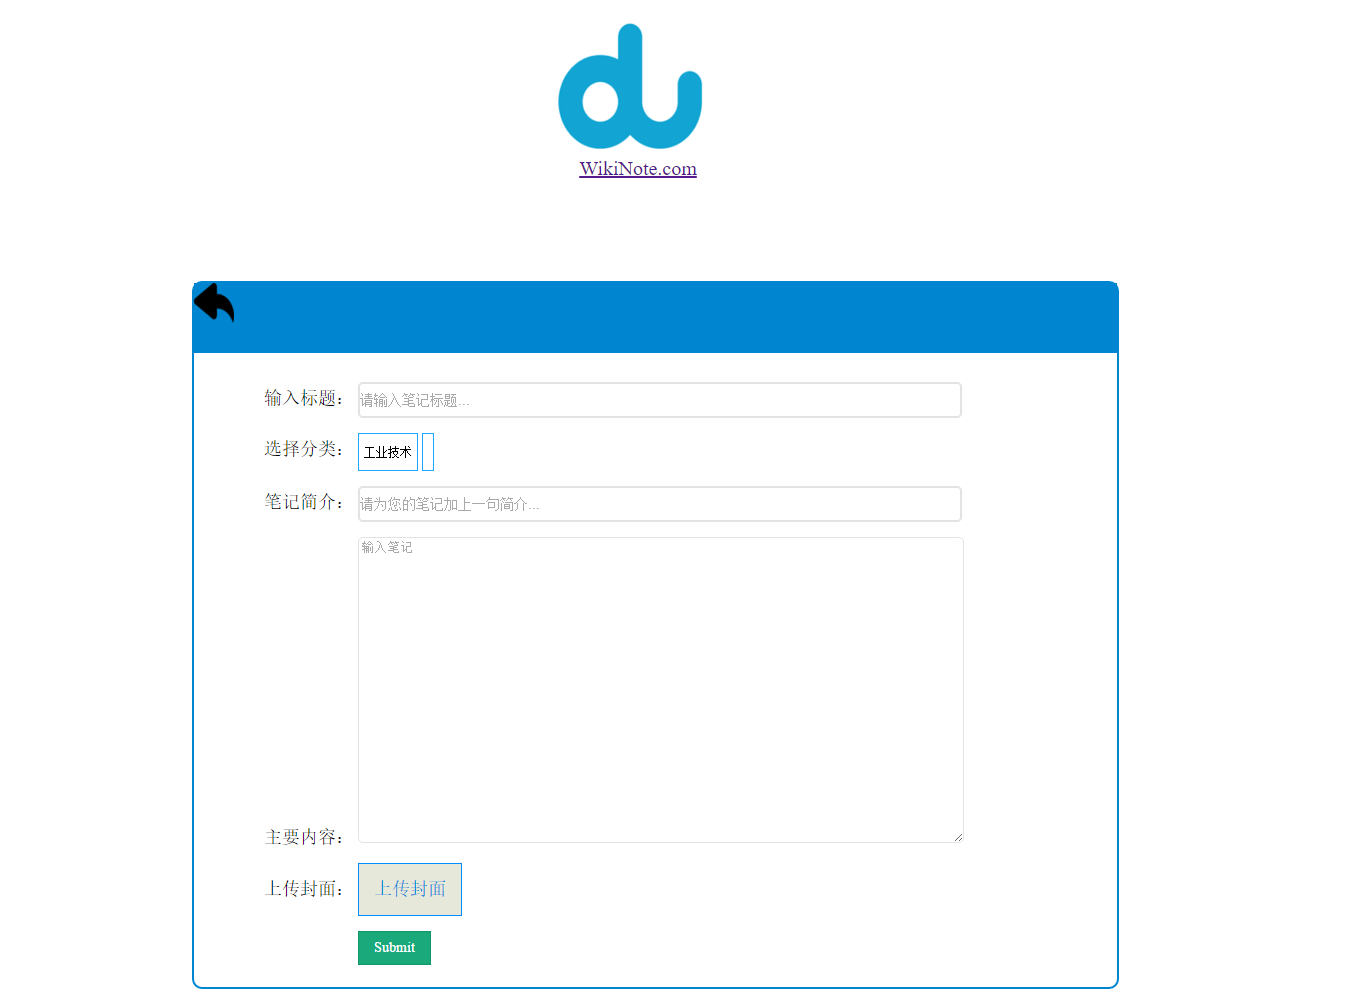 WikiNote.com
输入标题： 请输入笔记标题...
选择分类： 工业技术
笔记简介： 请为您的笔记加上一句简介...
输入笔记
主要内容：
上传封面： 上传封面
Submit